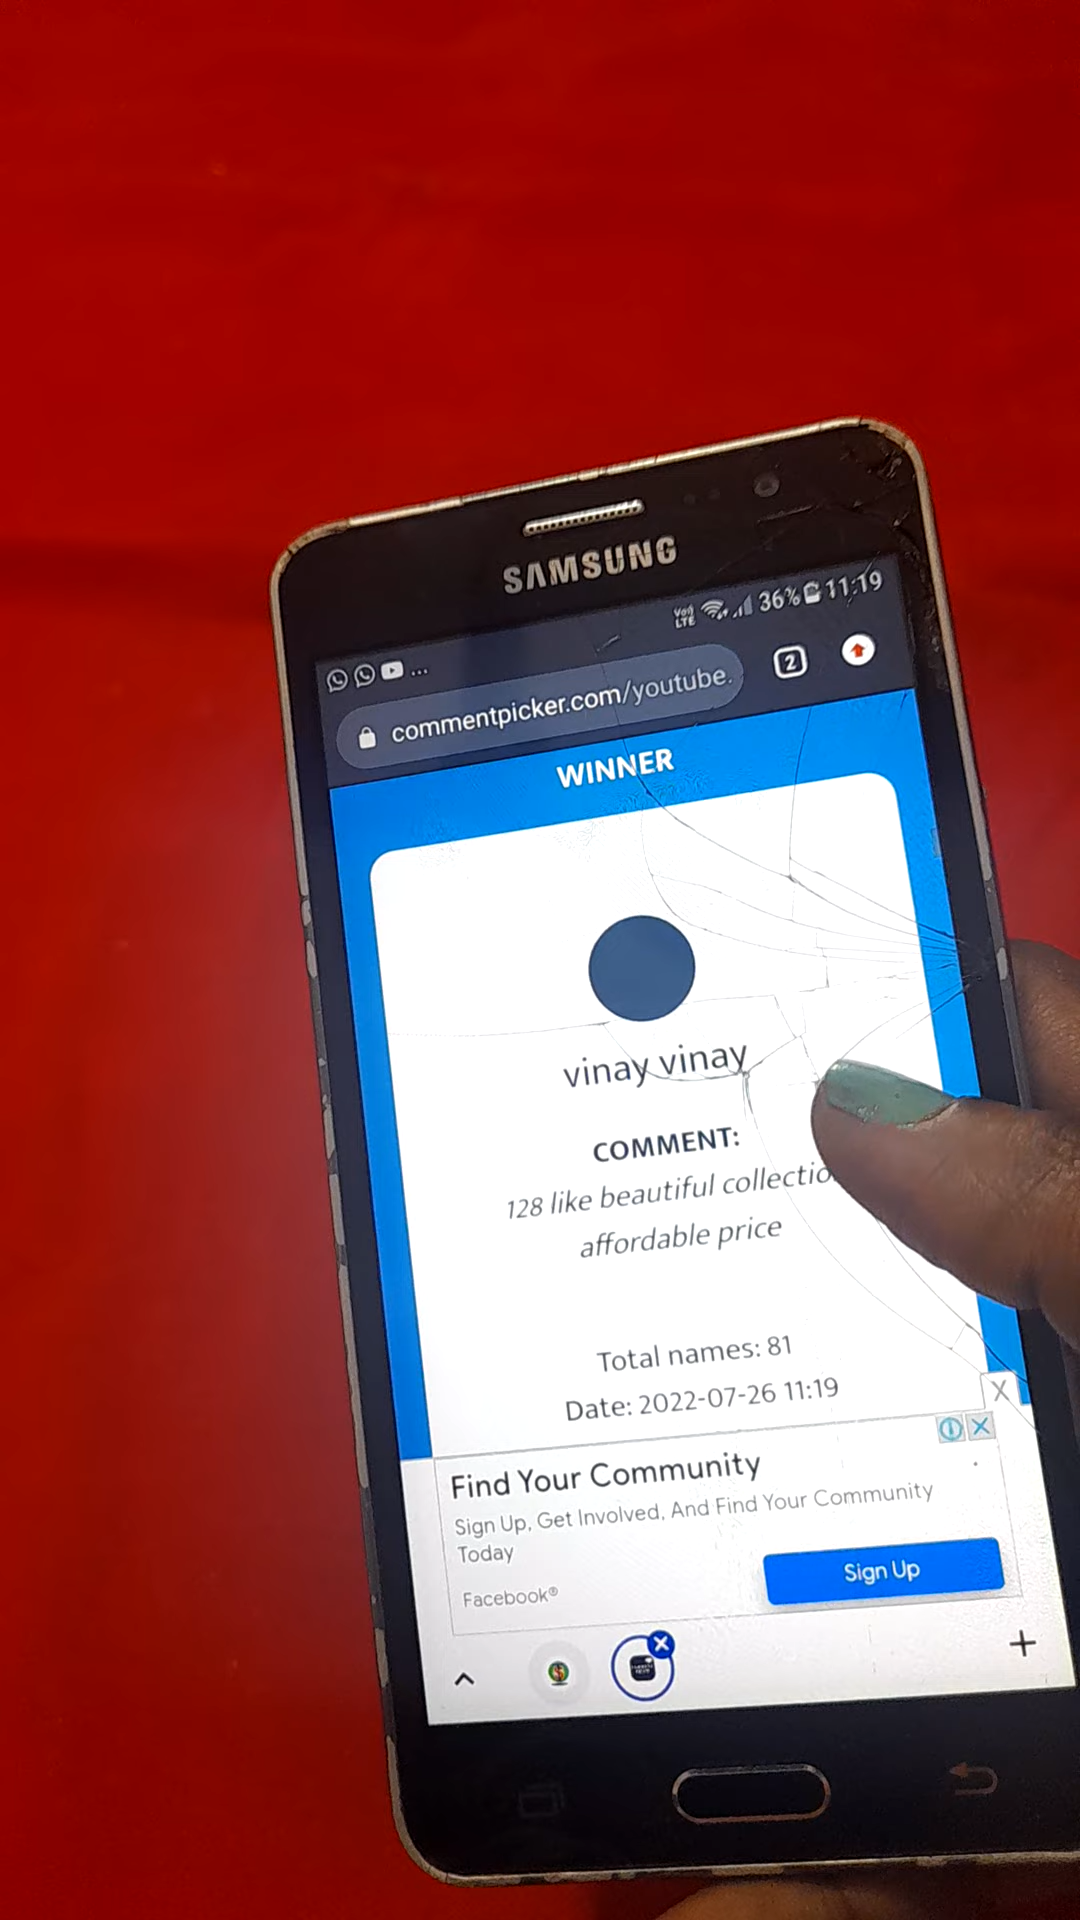 SAMSUNG
Vo) LTE 36% 11:19
...
2
commentpicker.com/youtube.
WINNER
vinay vinay
COMMENT:
128 like beautiful
affordable price
Total names: 81
Date: 2022-07-26 11:19
X
Find Your Community
Sign Up, Get Involved, And Find Your Community
Today
Sign Up
Facebook®